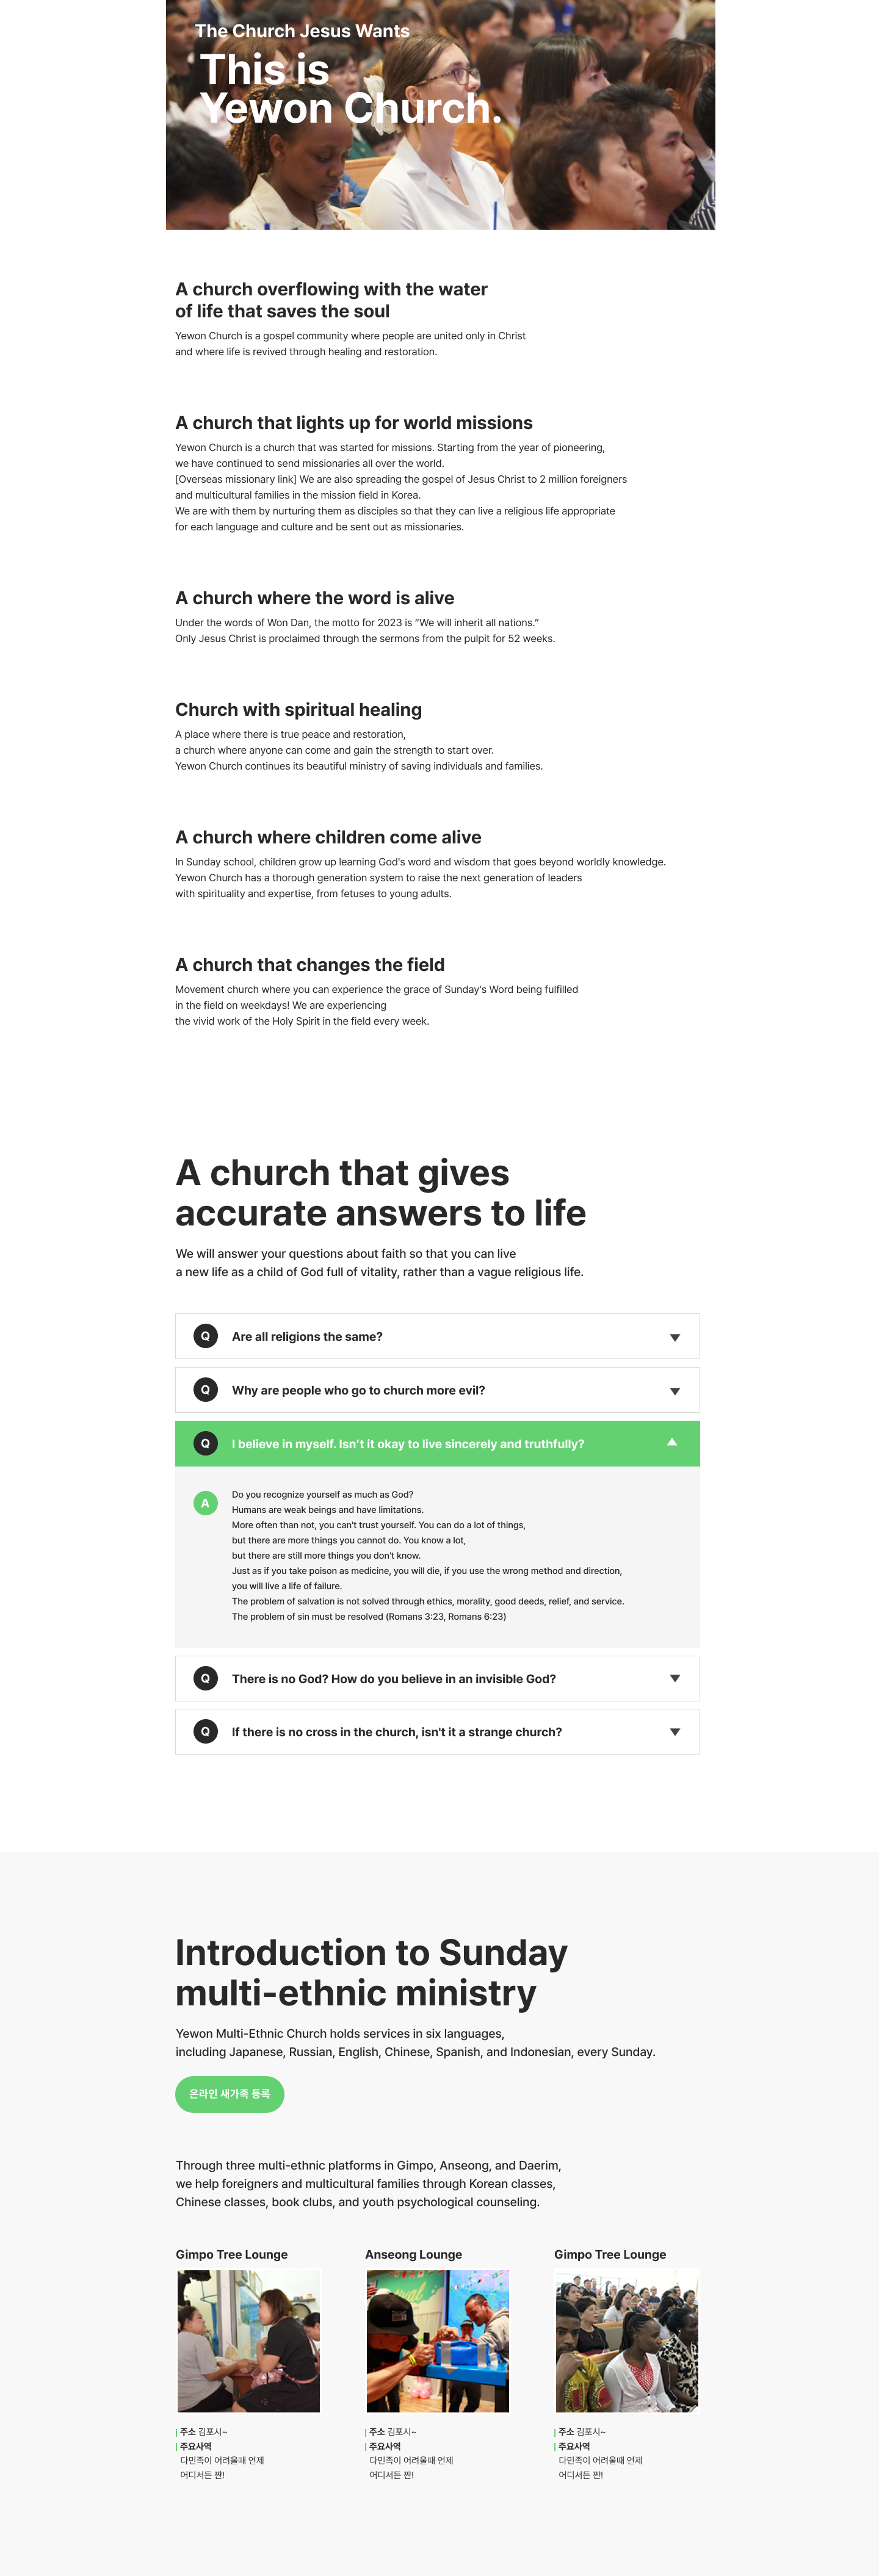 The Church Jesus Wants
This is
Yewon Church.
A church overflowing with the water
of life that saves the soul
Yewon Church is a gospel community where people are united only in Christ
and where life is revived through healing and restoration.
A church that lights up for world missions
Yewon Church is a church that was started for missions. Starting from the year of pioneering,
we have continued to send missionaries all over the world.
[Overseas missionary link] We are also spreading the gospel of Jesus Christ to 2 million foreigners
and multicultural families in the mission field in Korea.
We are with them by nurturing them as disciples so that they can live a religious life appropriate
for each language and culture and be sent out as missionaries.
A church where the word is alive
Under the words of Won Dan, the motto for 2023 is “We will inherit all nations.”
Only Jesus Christ is proclaimed through the sermons from the pulpit for 52 weeks.
Church with spiritual healing
A place where there is true peace and restoration,
a church where anyone can come and gain the strength to start over.
Yewon Church continues its beautiful ministry of saving individuals and families.
A church where children come alive
In Sunday school, children grow up learning God's word and wisdom that goes beyond worldly knowledge.
Yewon Church has a thorough generation system to raise the next generation of leaders
with spirituality and expertise, from fetuses to young adults.
A church that changes the field
Movement church where you can experience the grace of Sunday's Word being fulfilled
in the field on weekdays! We are experiencing
the vivid work of the Holy Spirit in the field every week.
A church that gives
accurate answers to life
We will answer your questions about faith so that you can live
a new life as a child of God full of vitality, rather than a vague religious life.
Q Are all religions the same?
Q Why are people who go to church more evil?
Q I believe in myself. Isn't it okay to live sincerely and truthfully?
A Do you recognize yourself as much as God?
Humans are weak beings and have limitations.
More often than not, you can't trust yourself. You can do a lot of things,
but there are more things you cannot do. You know a lot,
but there are still more things you don't know.
Just as if you take poison as medicine, you will die, if you use the wrong method and direction,
you will live a life of failure.
The problem of salvation is not solved through ethics, morality, good deeds, relief, and service.
The problem of sin must be resolved (Romans 3:23, Romans 6:23)
Q There is no God? How do you believe in an invisible God?
Q If there is no cross in the church, isn't it a strange church?
Introduction to Sunday
multi-ethnic ministry
Yewon Multi-Ethnic Church holds services in six languages,
including Japanese, Russian, English, Chinese, Spanish, and Indonesian, every Sunday.
온라인 새가족 등록
Through three multi-ethnic platforms in Gimpo, Anseong, and Daerim,
we help foreigners and multicultural families through Korean classes,
Chinese classes, book clubs, and youth psychological counseling.
Gimpo Tree Lounge
주소 김포시~
주요사역
다민족이 어려울때 언제
어디서든 짠!
Anseong Lounge
주소 김포시~
주요사역
다민족이 어려울때 언제
어디서든 짠!
Gimpo Tree Lounge
주소 김포시~
주요사역
다민족이 어려울때 언제
어디서든 짠!